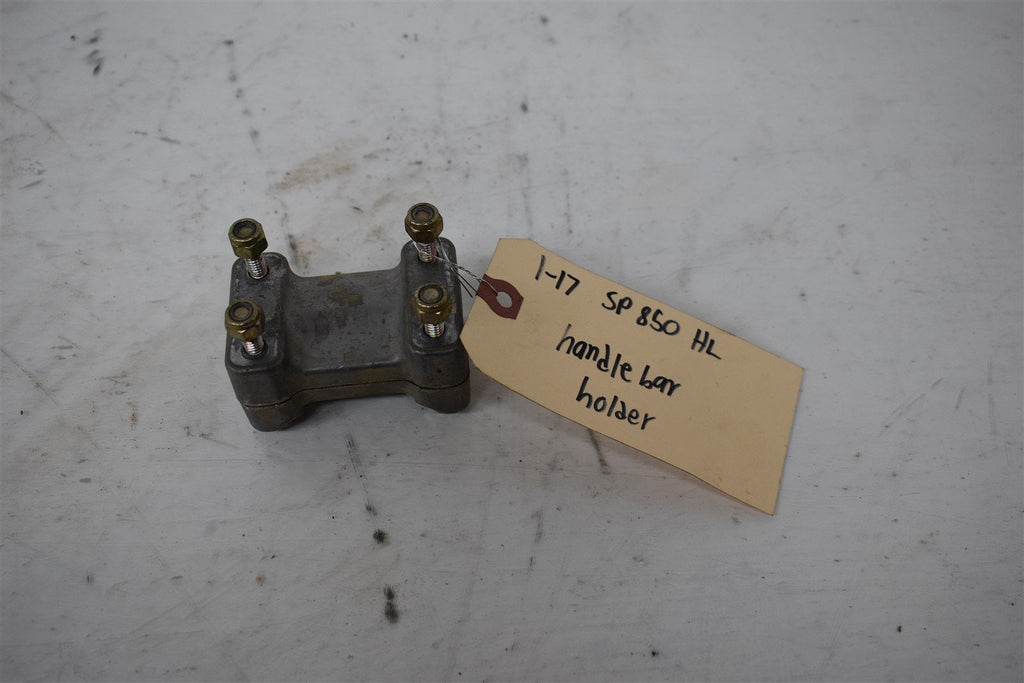 1-17 SP 850 HL
handle bar
holder